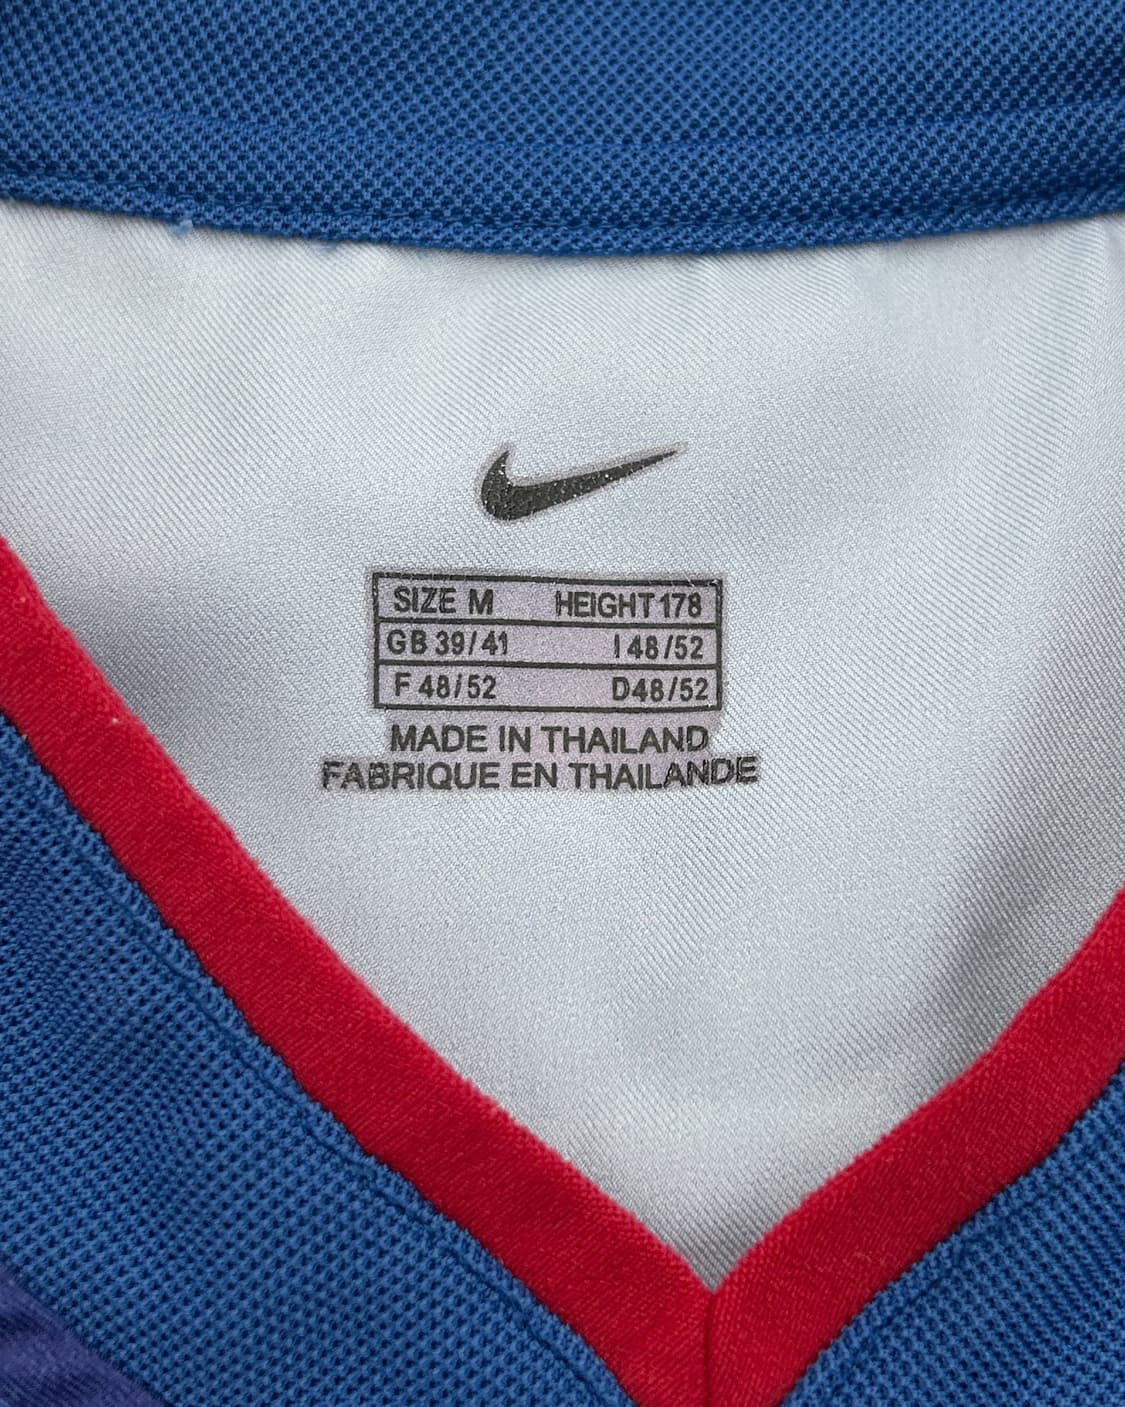 SIZE M HEIGHT 178
GB 39/41 I 48/52
F 48/52 D48/52
MADE IN THAILAND
FABRIQUE EN THAILANDE